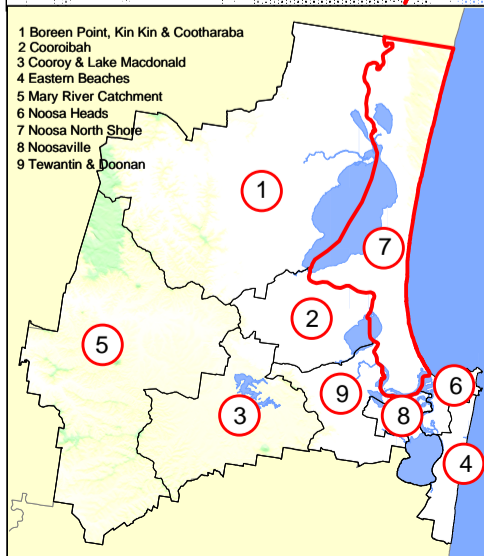 1 Boreen Point, Kin Kin & Cootharaba
2 Cooroibah
3 Cooroy & Lake Macdonald
4 Eastern Beaches
5 Mary River Catchment
6 Noosa Heads
7 Noosa North Shore
8 Noosaville
9 Tewantin & Doonan
1
7
2
5
6
9
3
8
4